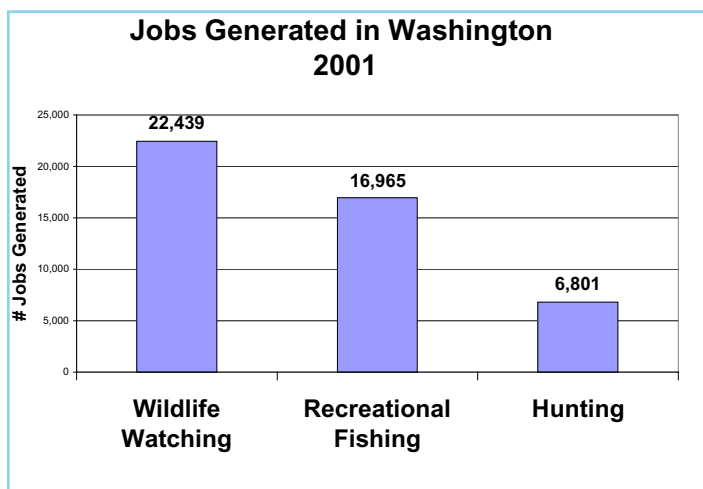 Jobs Generated in Washington
2001
# Jobs Generated
25,000
20,000
15,000
10,000
5,000
0
22,439
16,965
6,801
Wildlife
Watching
Recreational
Fishing
Hunting